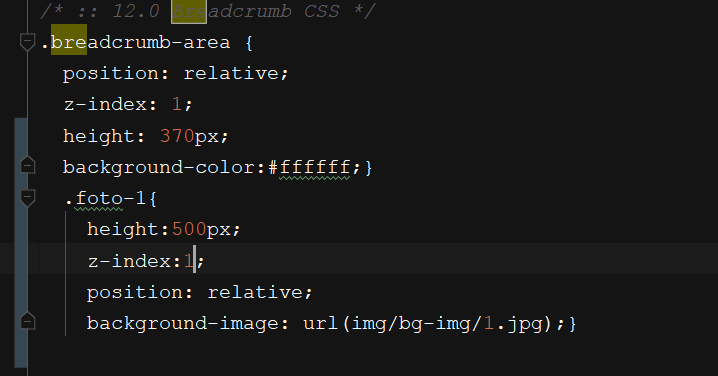 /* :: 12.0 Breadcrumb CSS */
.breadcrumb-area {
position: relative;
z-index: 1;
height: 370px;
background-color:#ffffff;}
.foto-1{
height:500px;
z-index:1;
position: relative;
background-image: url(img/bg-img/1.jpg);}